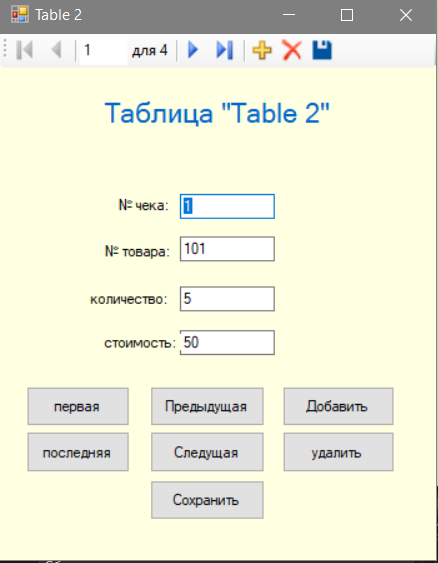 Table 2
1 для 4
Таблица "Table 2"
№ чека: 1
№ товара: 101
количество: 5
стоимость: 50
первая Предыдущая Добавить
последняя Следущая удалить
Сохранить